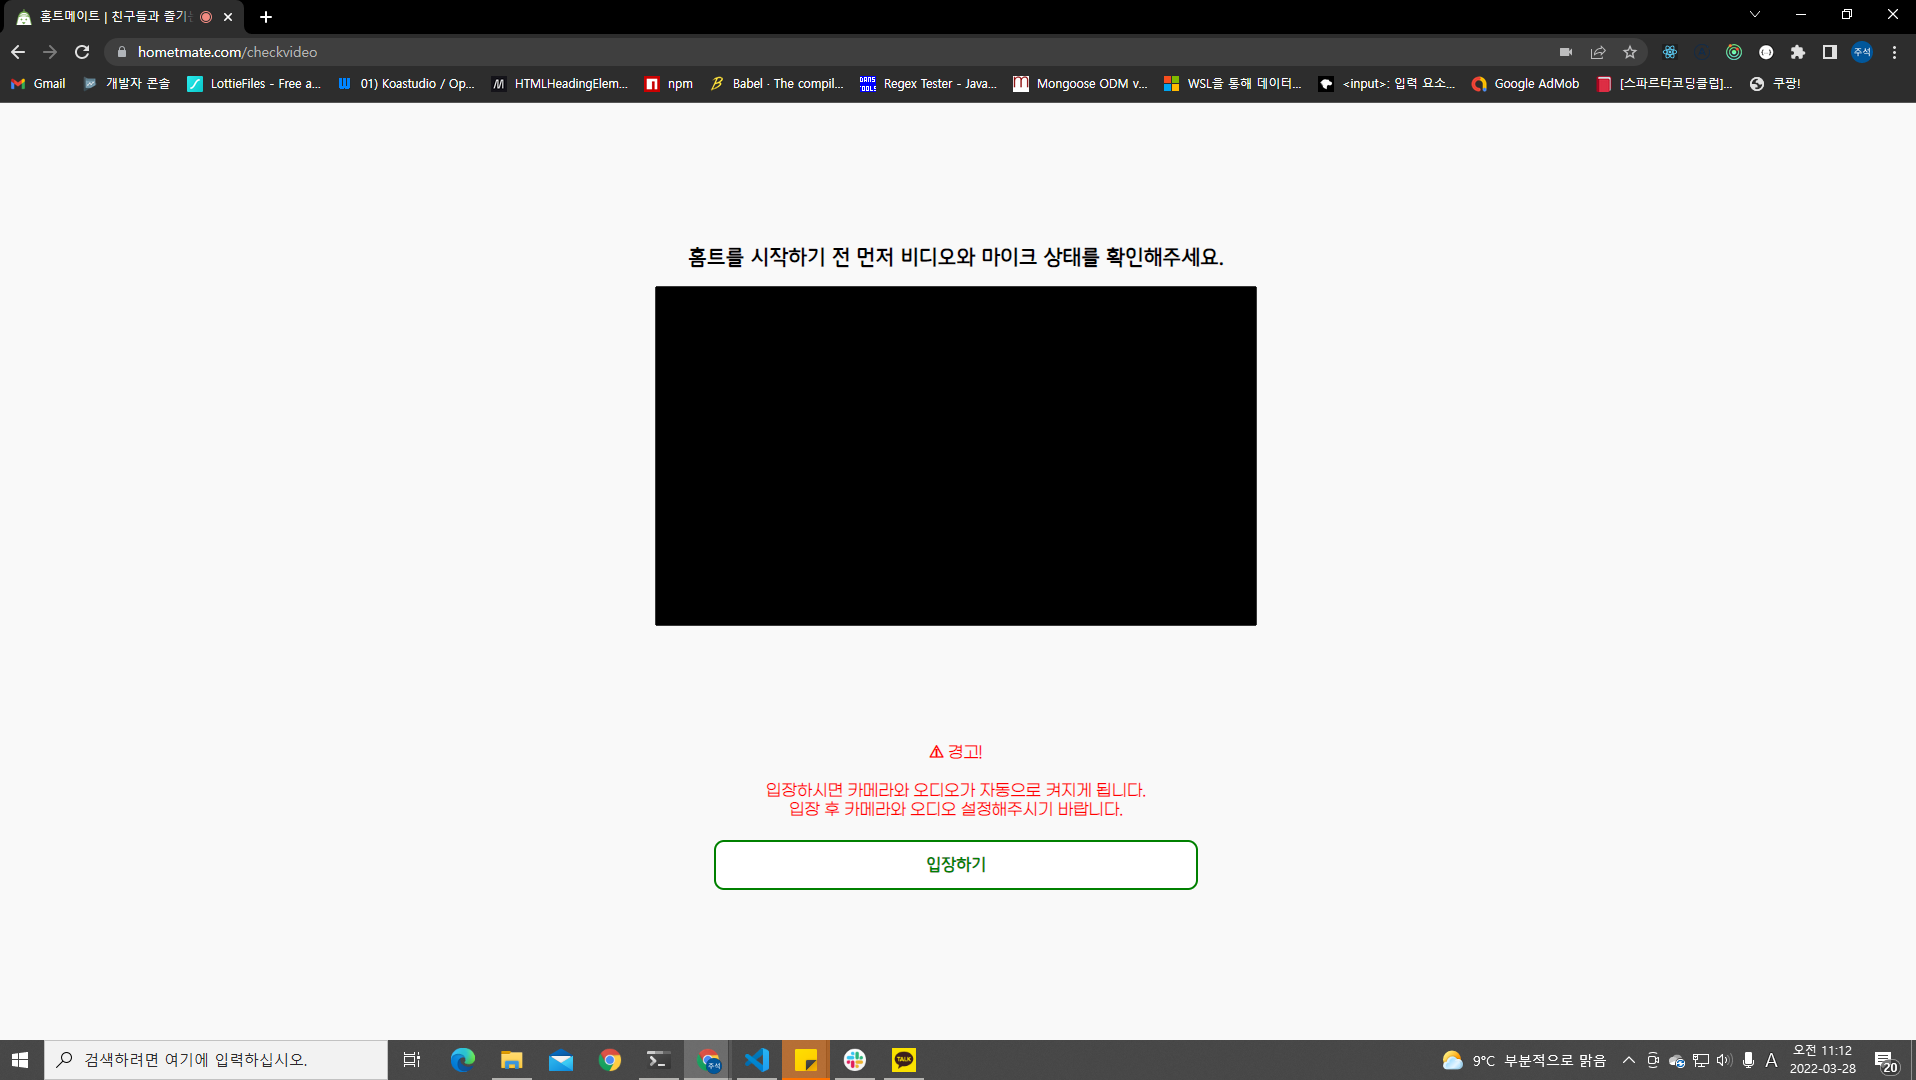 홈트메이트 | 친구들과 즐기는
hometmate.com/checkvideo
주석
Gmail
개발자 콘솔
LottieFiles - Free a...
01) Koastudio / Op...
HTMLHeadingElem...
npm
Babel · The compil...
Regex Tester - Java...
Mongoose ODM v...
WSL을 통해 데이터...
<input>: 입력 요소...
Google AdMob
[스파르타코딩클럽]...
쿠팡!
홈트를 시작하기 전 먼저 비디오와 마이크 상태를 확인해주세요.
⚠ 경고!
입장하시면 카메라와 오디오가 자동으로 켜지게 됩니다.
입장 후 카메라와 오디오 설정해주시기 바랍니다.
입장하기
검색하려면 여기에 입력하십시오.
주석
TALK
9°C 부분적으로 맑음
A
오전 11:12
2022-03-28
20